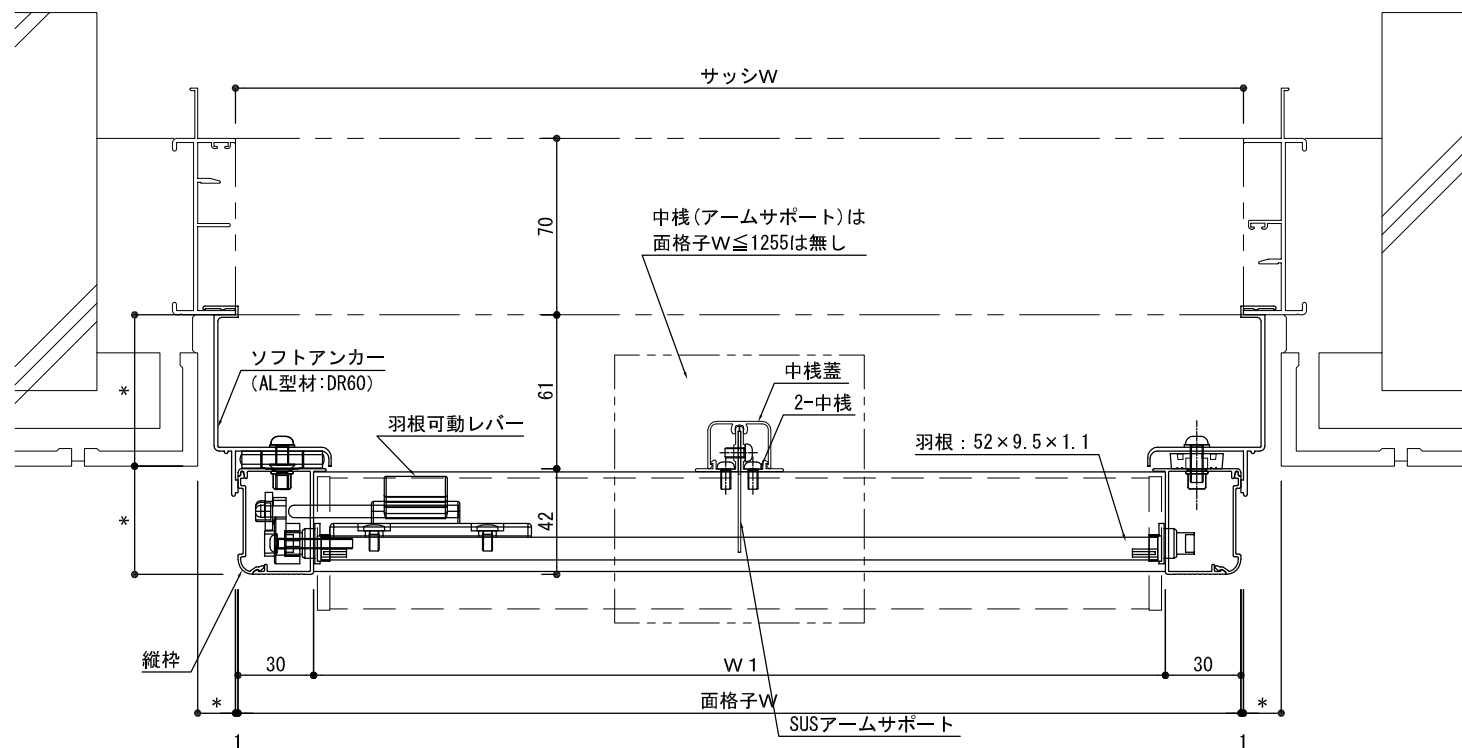 サッシW
70
中桟(アームサポート)は
面格子W≦1255は無し
ソフトアンカー
(AL型材:DR60)
*
61
中桟蓋
2-中桟
羽根可動レバー
羽根:52×9.5×1.1
*
42
縦枠
30
W1
30
*
面格子W
*
SUSアームサポート
1
1